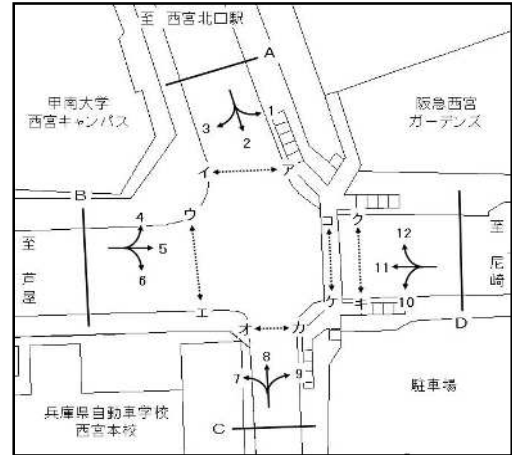 至 西宮北口駅
A
甲南大学
西宮キャンパス
阪急西宮
ガーデンズ
1
2
3
イ
ア
B
ウ
コ
ク
4
5
6
至 芦屋
12
11
10
至 尼崎
エ
ケ
キ
D
オ
カ
7
8
9
C
兵庫県自動車学校
西宮本校
駐車場